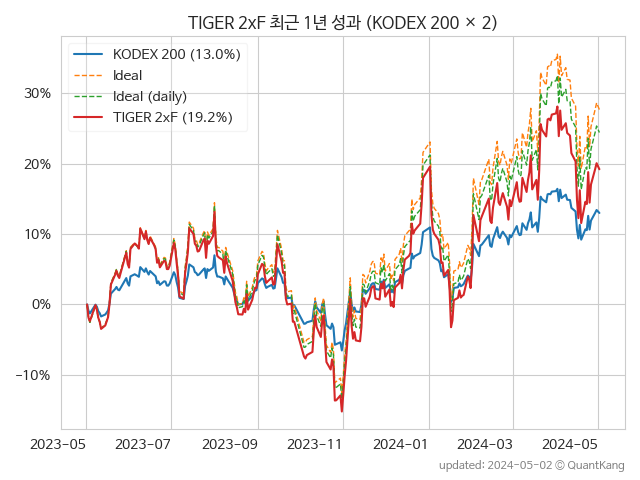 TIGER 2xF 최근 1년 성과 (KODEX 200 × 2)
KODEX 200 (13.0%)
Ideal
Ideal (daily)
TIGER 2xF (19.2%)
30%
20%
10%
0%
−10%
2023-05
2023-07
2023-09
2023-11
2024-01
2024-03
2024-05
updated: 2024-05-02 © QuantKang